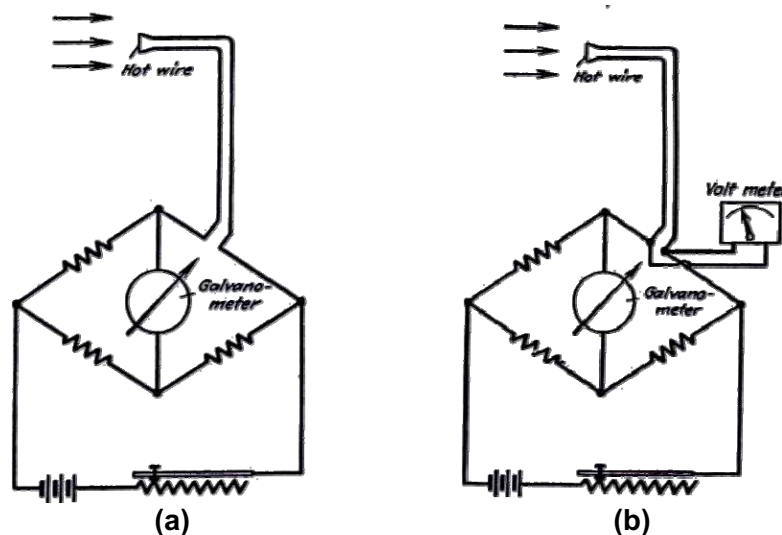 Hot wire
Galvano-
meter
(a)
Hot wire
Volt meter
Galvano-
meter
(b)